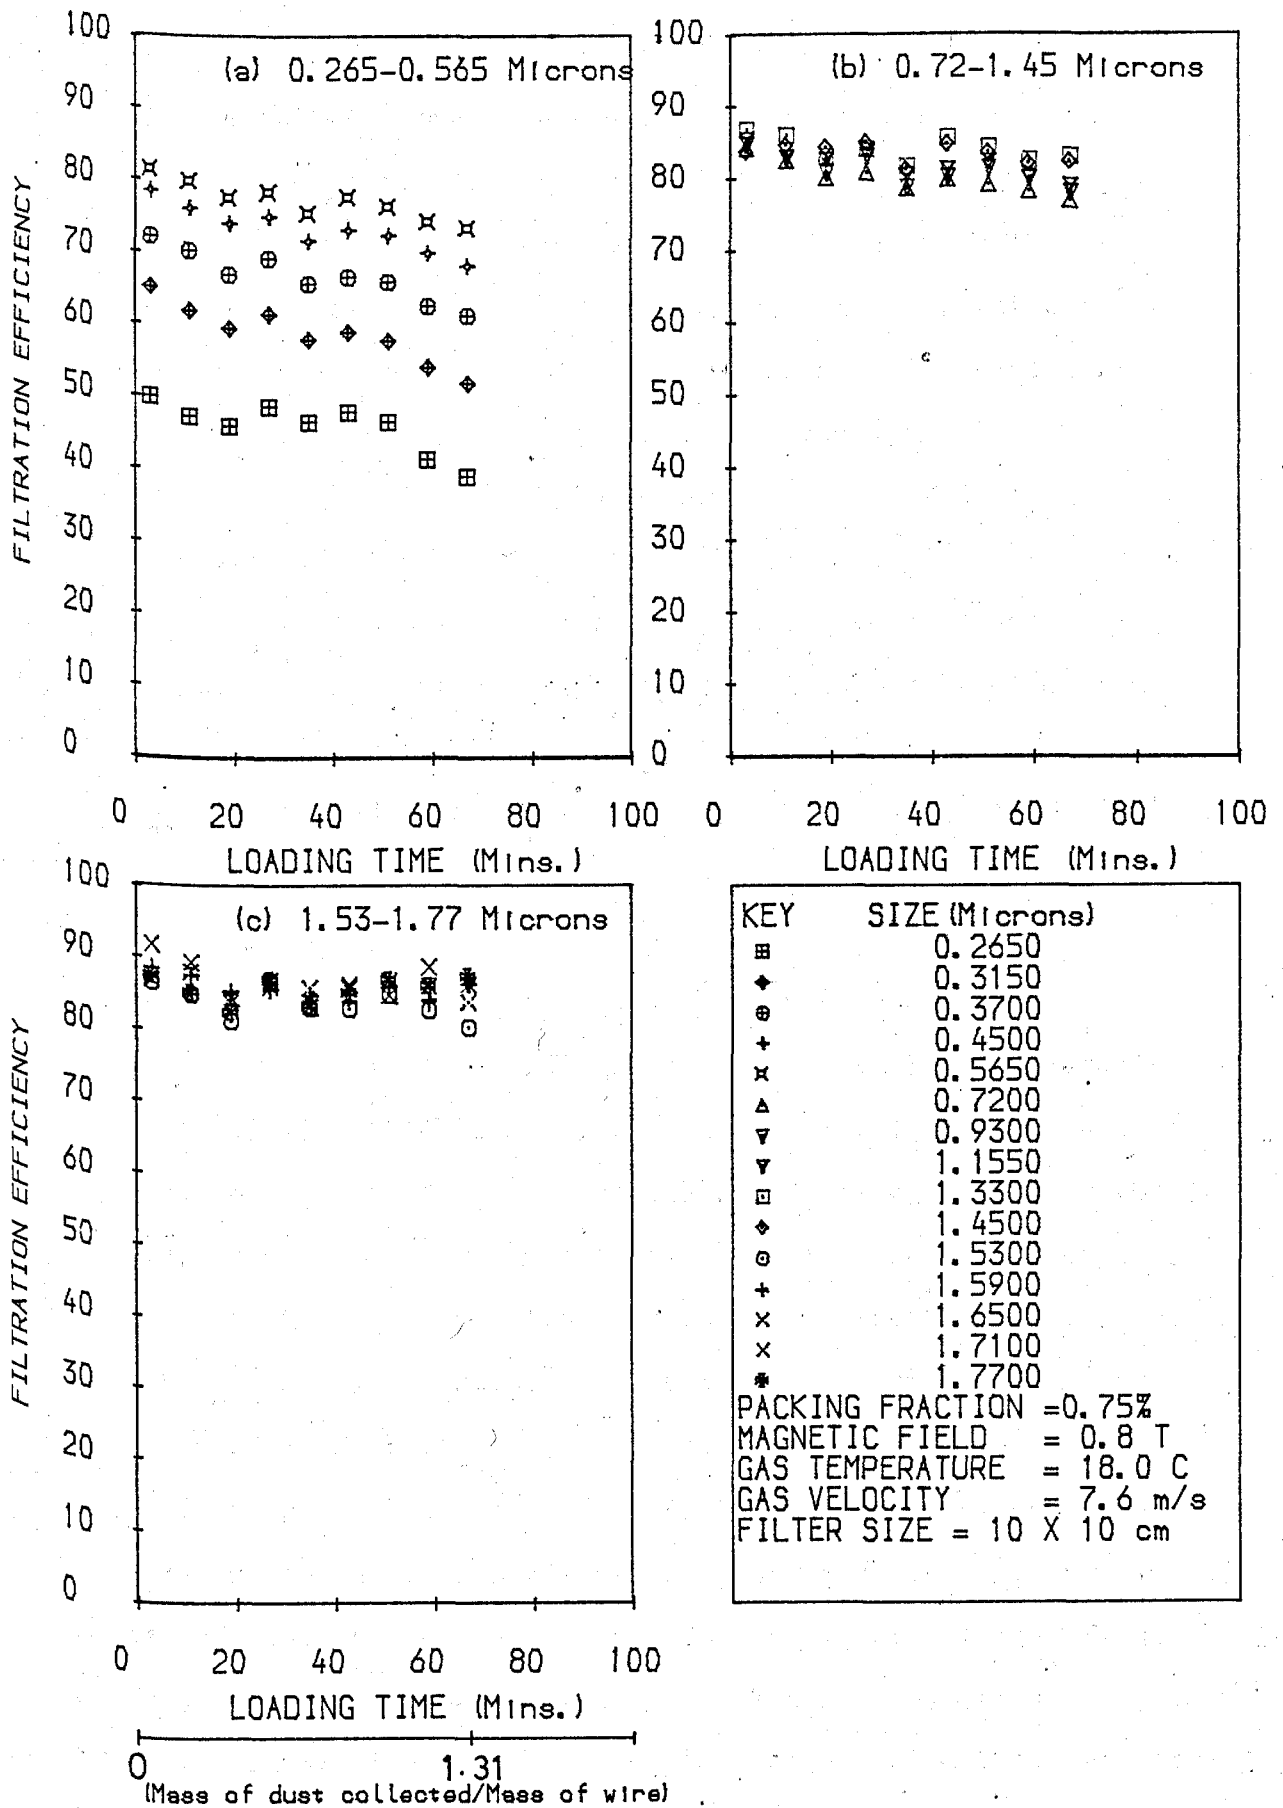 (a) 0.265-0.565 Microns
100
90
80
70
60
50
40
30
20
10
0
FILTRATION EFFICIENCY
0 20 40 60 80 100
LOADING TIME (Mins.)
(b) 0.72-1.45 Microns
100
90
80
70
60
50
40
30
20
10
0
0 20 40 60 80 100
LOADING TIME (Mins.)
(c) 1.53-1.77 Microns
100
90
80
70
60
50
40
30
20
10
0
FILTRATION EFFICIENCY
0 20 40 60 80 100
LOADING TIME (Mins.)
0 1.31
(Mass of dust collected/Mass of wire)
KEY SIZE (Microns)
0.2650
0.3150
0.3700
0.4500
0.5650
0.7200
0.9300
1.1550
1.3300
1.4500
1.5300
1.5900
1.6500
1.7100
1.7700
PACKING FRACTION =0.75%
MAGNETIC FIELD = 0.8 T
GAS TEMPERATURE = 18.0 C
GAS VELOCITY = 7.6 m/s
FILTER SIZE = 10 X 10 cm